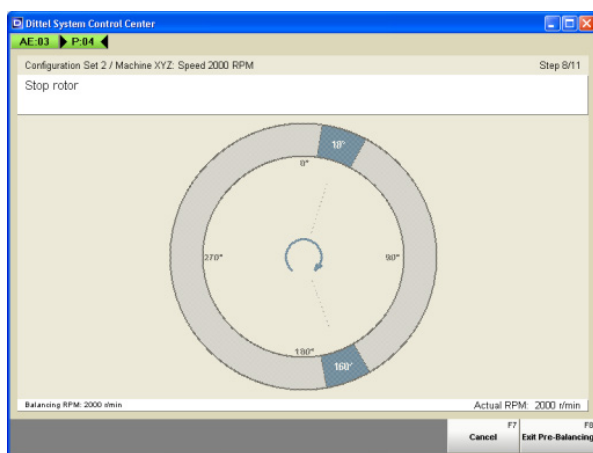 Dittel System Control Center
AE:03 P:04
Configuration Set 2 / Machine XYZ: Speed 2000 RPM Step 8/11
Stop rotor
18°
0°
270° 90°
180°
160°
Balancing RPM: 2000 r/min Actual RPM: 2000 r/min
F7 F8
Cancel Exit Pre-Balancing